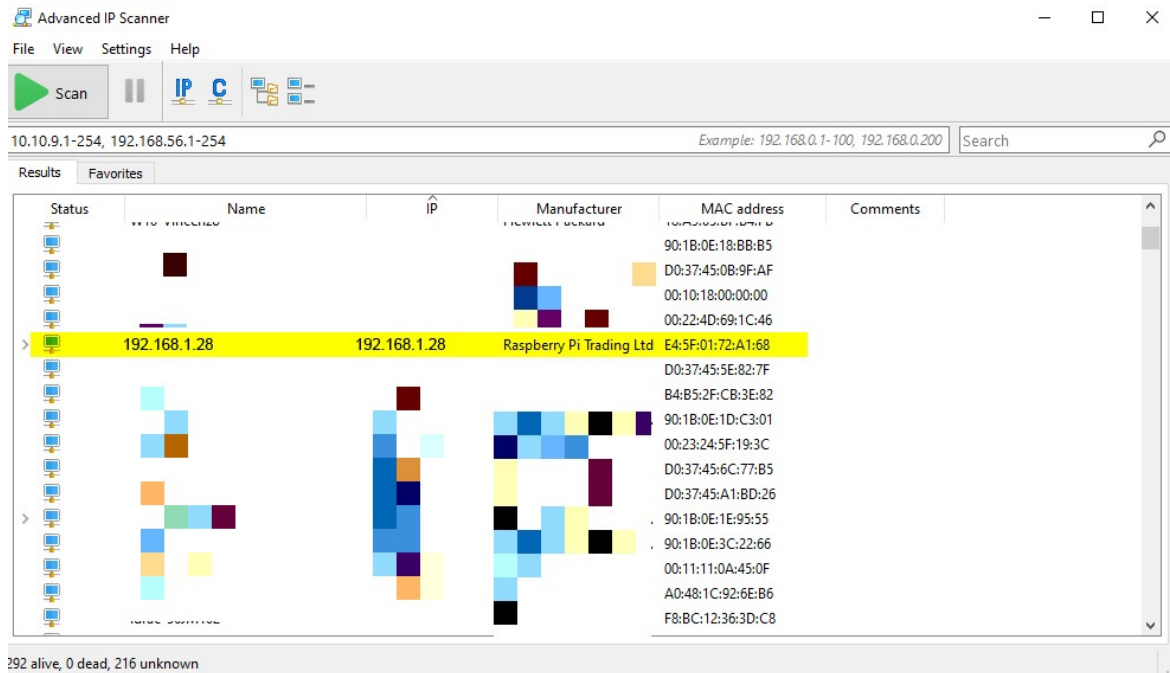 Advanced IP Scanner
File View Settings Help
Scan IP C
10.10.9.1-254, 192.168.56.1-254 Example: 192.168.0.1-100, 192.168.0.200 Search
Results Favorites
Status Name IP Manufacturer MAC address Comments
90:1B:0E:18:BB:B5
D0:37:45:0B:9F:AF
00:10:18:00:00:00
00:22:4D:69:1C:46
192.168.1.28 192.168.1.28 Raspberry Pi Trading Ltd E4:5F:01:72:A1:68
D0:37:45:5E:82:7F
B4:B5:2F:CB:3E:82
90:1B:0E:1D:C3:01
00:23:24:5F:19:3C
D0:37:45:6C:77:B5
D0:37:45:A1:BD:26
90:1B:0E:1E:95:55
90:1B:0E:3C:22:66
00:11:11:0A:45:0F
A0:48:1C:92:6E:B6
F8:BC:12:36:3D:C8
292 alive, 0 dead, 216 unknown